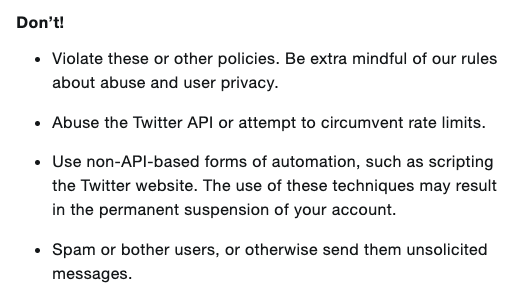 Don't!
• Violate these or other policies. Be extra mindful of our rules
about abuse and user privacy.
• Abuse the Twitter API or attempt to circumvent rate limits.
• Use non-API-based forms of automation, such as scripting
the Twitter website. The use of these techniques may result
in the permanent suspension of your account.
• Spam or bother users, or otherwise send them unsolicited
messages.